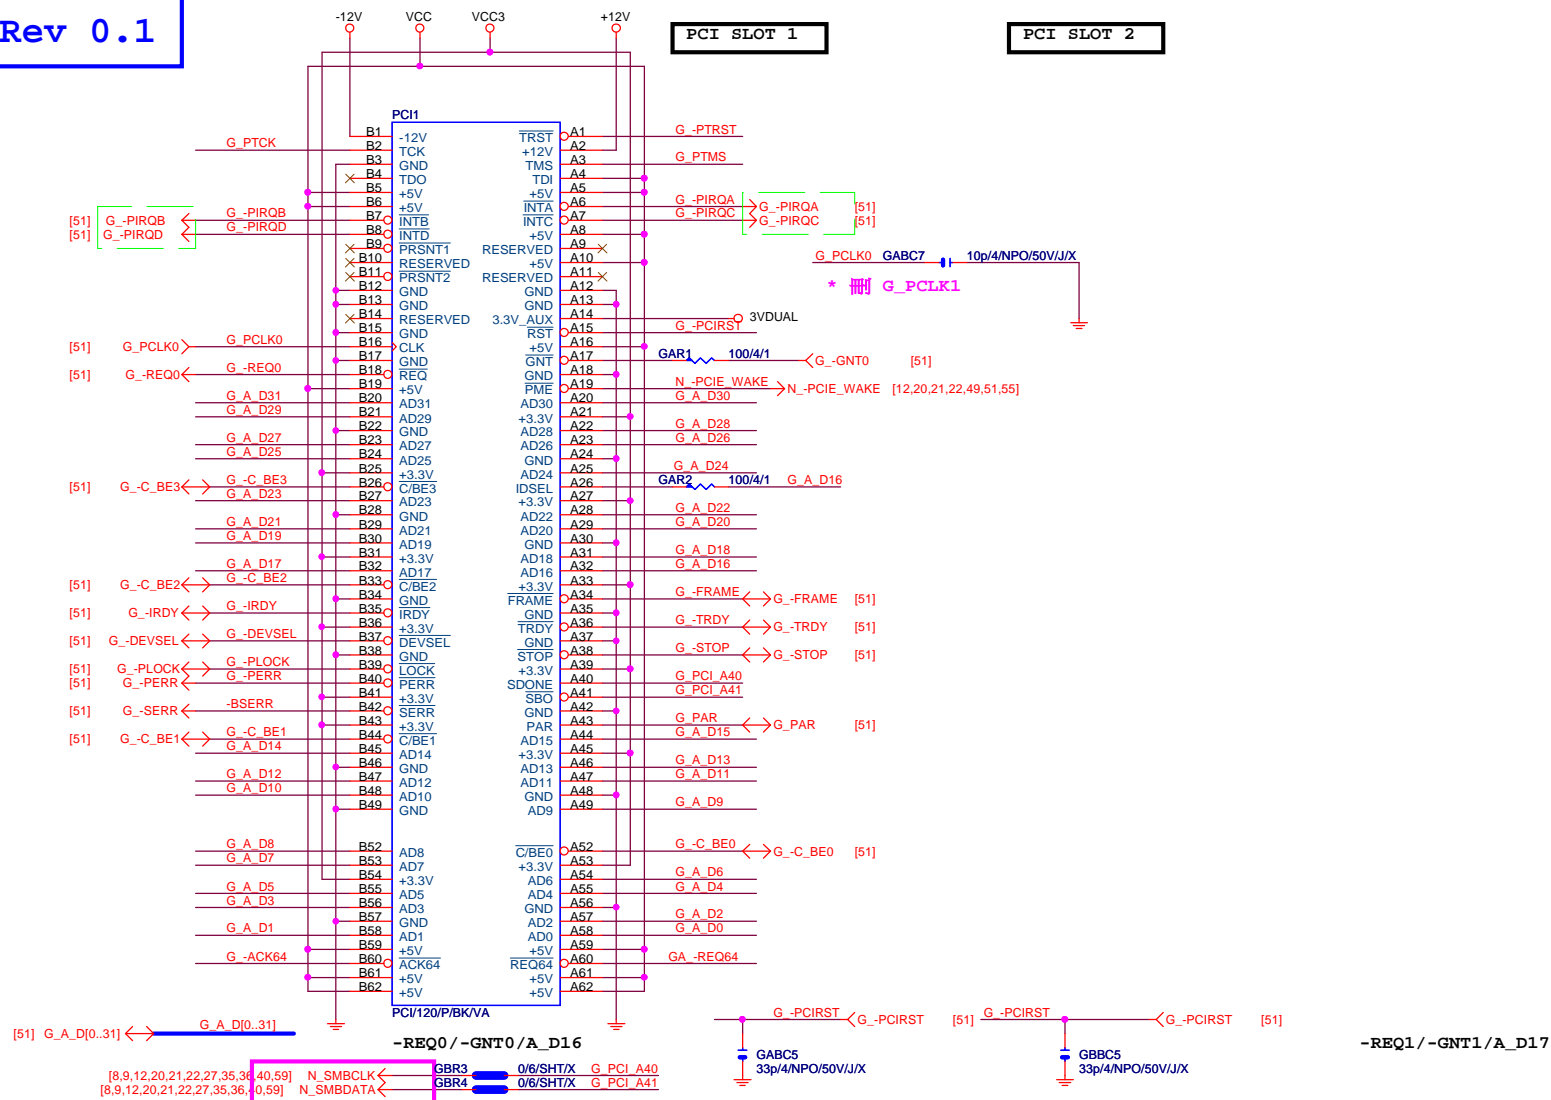 Rev 0.1
-12V VCC VCC3 +12V
PCI SLOT 1
PCI SLOT 2
PCI1
B1 -12V TRST A1 G_-PTRST
G_PTCK B2 TCK +12V A2
B3 GND TMS A3 G_PTMS
B4 TDO TDI A4
B5 +5V +5V A5
B6 +5V INTA A6 G_-PIRQA G_-PIRQA [51]
[51] G_-PIRQB G_-PIRQB B7 INTB INTC A7 G_-PIRQC G_-PIRQC [51]
[51] G_-PIRQD G_-PIRQD B8 INTD +5V A8
B9 PRSNT1 RESERVED A9
B10 RESERVED +5V A10 G_PCLK0 GABC7 10p/4/NPO/50V/J/X
B11 PRSNT2 RESERVED A11
B12 GND GND A12 * 删 G_PCLK1
B13 GND GND A13
B14 RESERVED 3.3V_AUX A14 3VDUAL
B15 GND RST A15 G_-PCIRST
[51] G_PCLK0 G_PCLK0 B16 CLK +5V A16
B17 GND GNT A17 GAR1 100/4/1 G_-GNT0 [51]
[51] G_-REQ0 G_-REQ0 B18 REQ GND A18
B19 +5V PME A19 N_-PCIE_WAKE N_-PCIE_WAKE [12,20,21,22,49,51,55]
G_A_D31 B20 AD31 AD30 A20 G_A_D30
G_A_D29 B21 AD29 +3.3V A21
B22 GND AD28 A22 G_A_D28
G_A_D27 B23 AD27 AD26 A23 G_A_D26
G_A_D25 B24 AD25 GND A24
B25 +3.3V AD24 A25 G_A_D24
[51] G_-C_BE3 G_-C_BE3 B26 C/BE3 IDSEL A26 GAR2 100/4/1 G_A_D16
G_A_D23 B27 AD23 +3.3V A27
B28 GND AD22 A28 G_A_D22
G_A_D21 B29 AD21 AD20 A29 G_A_D20
G_A_D19 B30 AD19 GND A30
B31 +3.3V AD18 A31 G_A_D18
G_A_D17 B32 AD17 AD16 A32 G_A_D16
[51] G_-C_BE2 G_-C_BE2 B33 C/BE2 +3.3V A33
B34 GND FRAME A34 G_-FRAME G_-FRAME [51]
[51] G_-IRDY G_-IRDY B35 IRDY GND A35
B36 +3.3V TRDY A36 G_-TRDY G_-TRDY [51]
[51] G_-DEVSEL G_-DEVSEL B37 DEVSEL GND A37
B38 GND STOP A38 G_-STOP G_-STOP [51]
[51] G_-PLOCK G_-PLOCK B39 LOCK +3.3V A39
[51] G_-PERR G_-PERR B40 PERR SDONE A40 G_PCI_A40
B41 +3.3V SBO A41 G_PCI_A41
[51] G_-SERR -BSERR B42 SERR GND A42
B43 +3.3V PAR A43 G_PAR G_PAR [51]
[51] G_-C_BE1 G_-C_BE1 B44 C/BE1 AD15 A44 G_A_D15
G_A_D14 B45 AD14 +3.3V A45
B46 GND AD13 A46 G_A_D13
G_A_D12 B47 AD12 AD11 A47 G_A_D11
G_A_D10 B48 AD10 GND A48
B49 GND AD9 A49 G_A_D9
G_A_D8 B52 AD8 C/BE0 A52 G_-C_BE0 G_-C_BE0 [51]
G_A_D7 B53 AD7 +3.3V A53
B54 +3.3V AD6 A54 G_A_D6
G_A_D5 B55 AD5 AD4 A55 G_A_D4
G_A_D3 B56 AD3 GND A56
B57 GND AD2 A57 G_A_D2
G_A_D1 B58 AD1 AD0 A58 G_A_D0
B59 +5V +5V A59
G_-ACK64 B60 ACK64 REQ64 A60 GA_-REQ64
B61 +5V +5V A61
B62 +5V +5V A62
PCI/120/P/BK/VA
[51] G_A_D[0..31] G_A_D[0..31]
G_-PCIRST G_-PCIRST [51]
G_-PCIRST G_-PCIRST [51]
-REQ0/-GNT0/A_D16
-REQ1/-GNT1/A_D17
GABC5
33p/4/NPO/50V/J/X
GBBC5
33p/4/NPO/50V/J/X
[8,9,12,20,21,22,27,35,36,40,59] N_SMBCLK GBR3 0/6/SHT/X G_PCI_A40
[8,9,12,20,21,22,27,35,36,40,59] N_SMBDATA GBR4 0/6/SHT/X G_PCI_A41